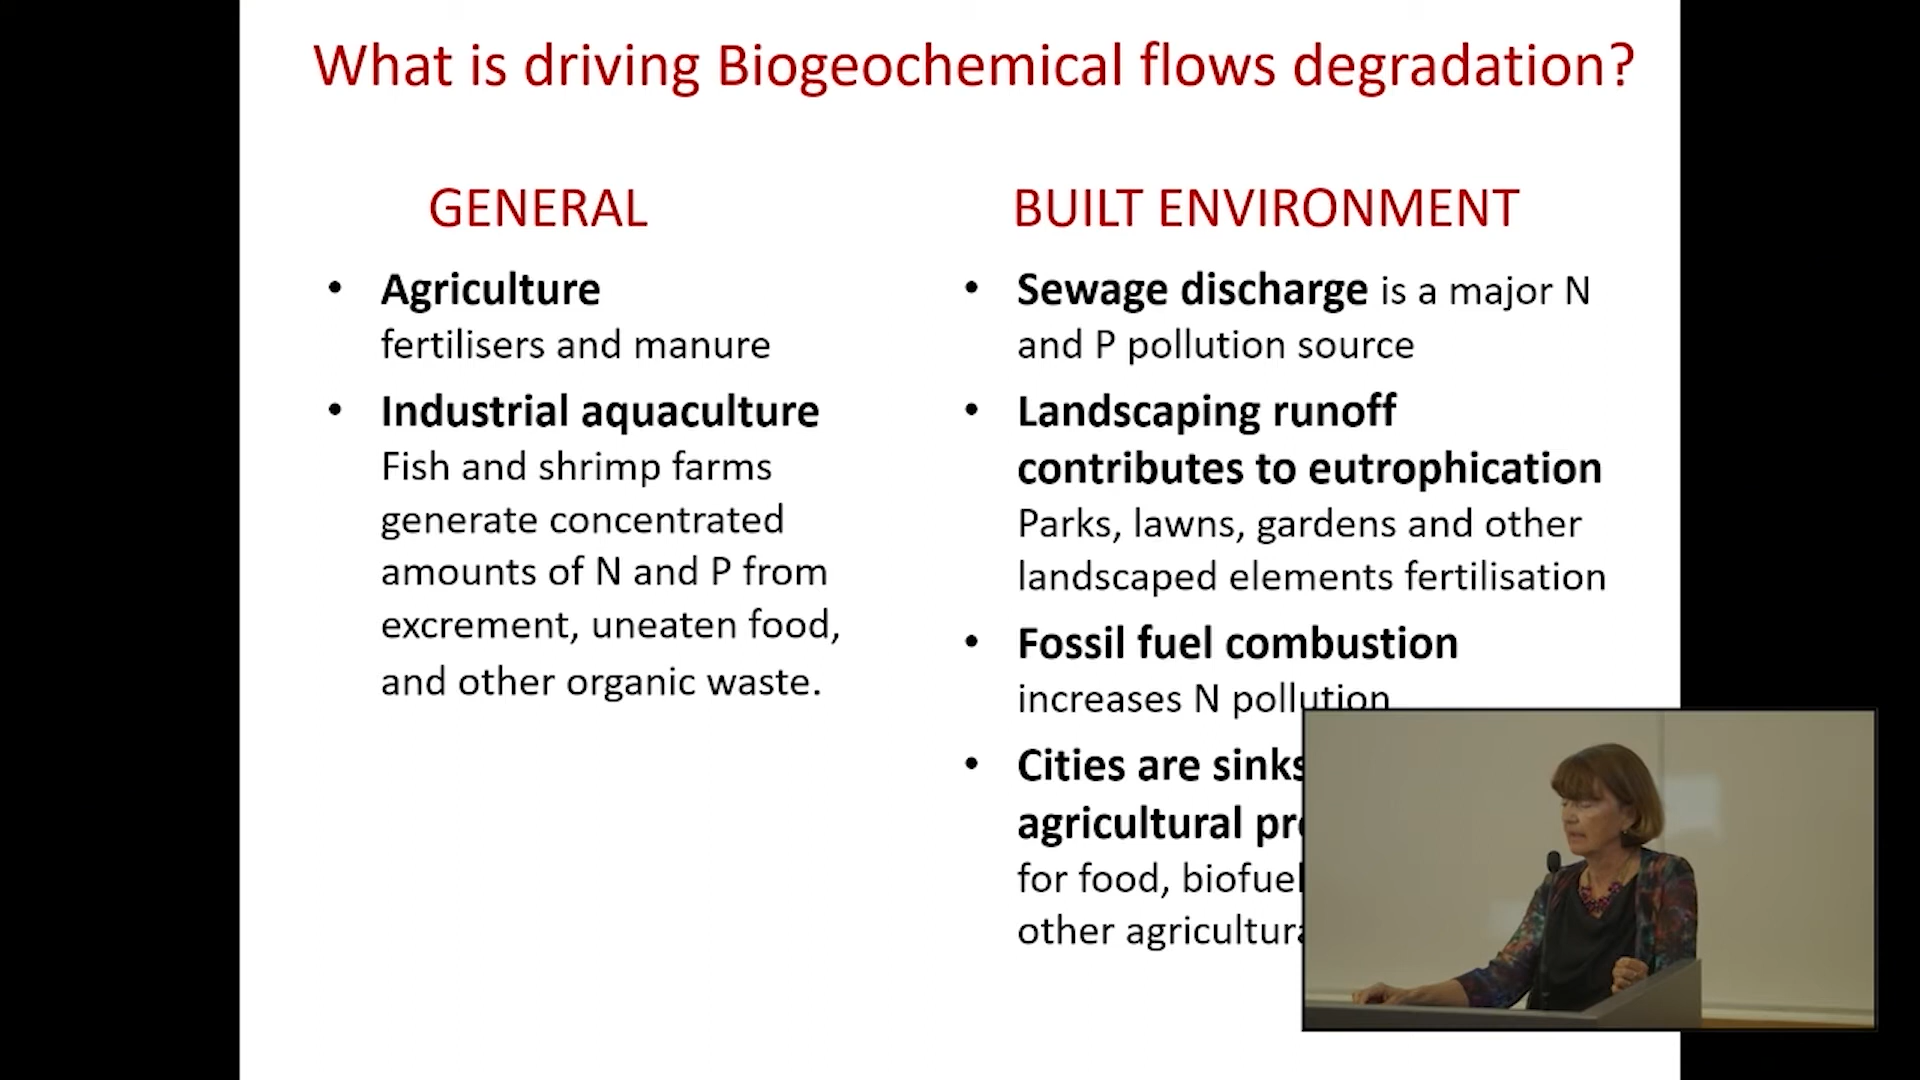 What is driving Biogeochemical flows degradation?
GENERAL
• Agriculture
fertilisers and manure
• Industrial aquaculture
Fish and shrimp farms
generate concentrated
amounts of N and P from
excrement, uneaten food,
and other organic waste.
BUILT ENVIRONMENT
• Sewage discharge is a major N
and P pollution source
• Landscaping runoff
contributes to eutrophication
Parks, lawns, gardens and other
landscaped elements fertilisation
• Fossil fuel combustion
increases N pollution
• Cities are sinks
agricultural
for food,
other